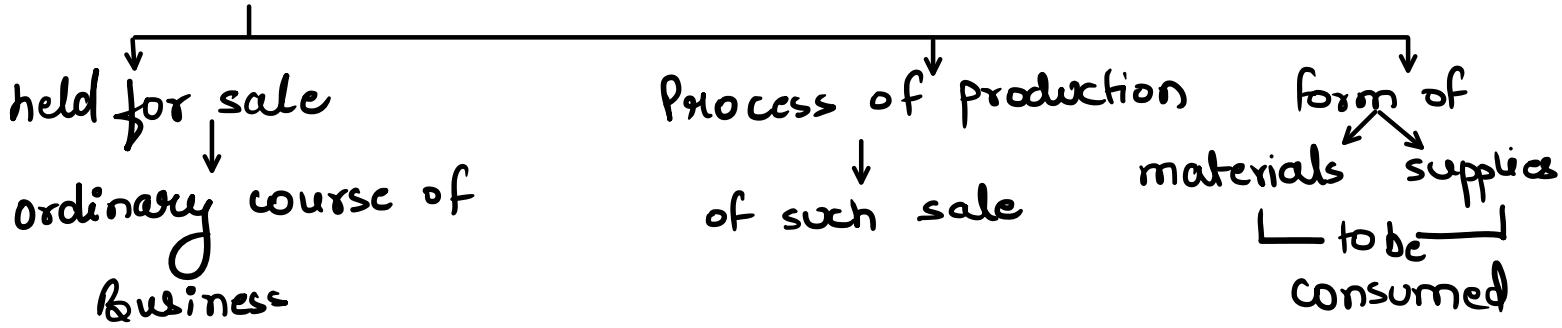 held for sale
ordinary course of
Business
Process of production
of such sale
form of
materials supplies
to be
consumed